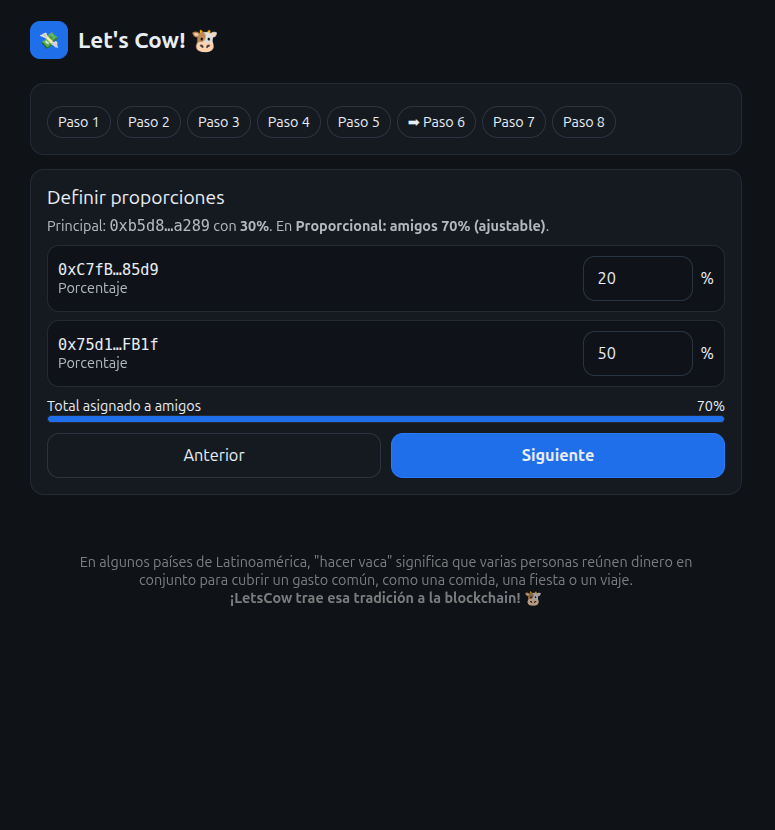 Let's Cow! 🐮
Paso 1 Paso 2 Paso 3 Paso 4 Paso 5 ➡ Paso 6 Paso 7 Paso 8
Definir proporciones
Principal: 0xb5d8…a289 con 30%. En Proporcional: amigos 70% (ajustable).
0xC7fB…85d9
Porcentaje
20 %
0x75d1…FB1f
Porcentaje
50 %
Total asignado a amigos 70%
Anterior Siguiente
En algunos países de Latinoamérica, "hacer vaca" significa que varias personas reúnen dinero en
conjunto para cubrir un gasto común, como una comida, una fiesta o un viaje.
¡LetsCow trae esa tradición a la blockchain! 🐮